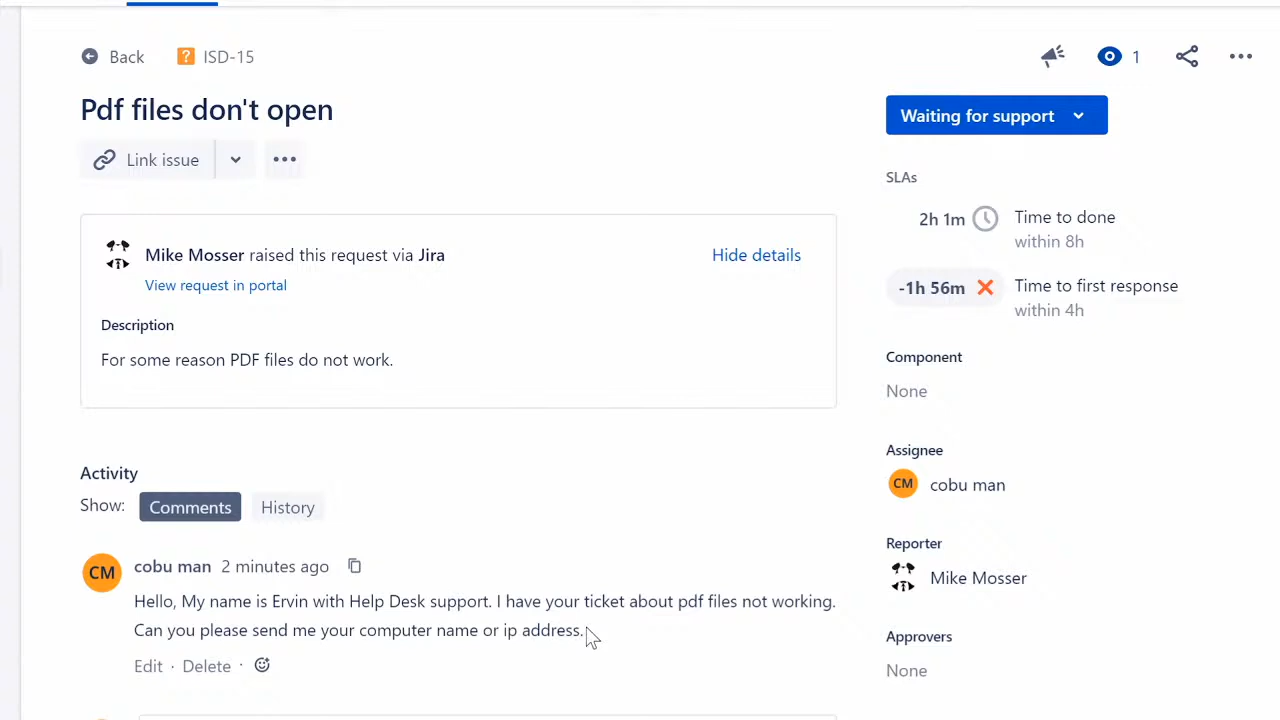 Back
ISD-15
1
Pdf files don't open
Waiting for support
Link issue
SLAs
2h 1m Time to done
within 8h
Mike Mosser raised this request via Jira
Hide details
-1h 56m Time to first response
View request in portal
within 4h
Description
For some reason PDF files do not work.
Component
None
Assignee
CM cobu man
Activity
Show: Comments History
Reporter
Mike Mosser
CM cobu man 2 minutes ago
Hello, My name is Ervin with Help Desk support. I have your ticket about pdf files not working.
Can you please send me your computer name or ip address.
Edit · Delete ·
Approvers
None